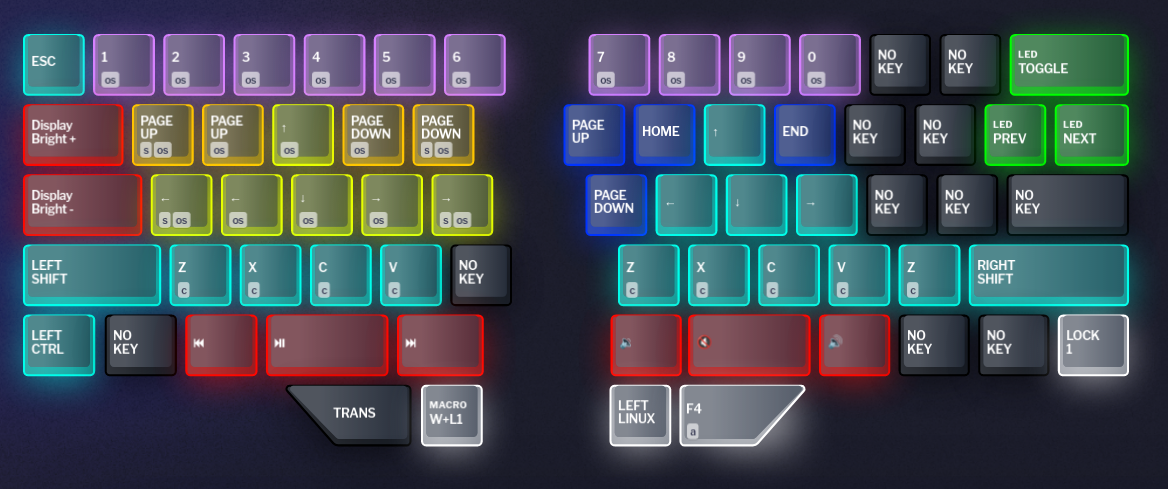 ESC
1
os
2
os
3
os
4
os
5
os
6
os
7
os
8
os
9
os
0
os
NO
KEY
NO
KEY
LED
TOGGLE
Display
Bright +
PAGE
UP
s os
PAGE
UP
os
↑
os
PAGE
DOWN
os
PAGE
DOWN
s os
PAGE
UP
HOME
↑
END
NO
KEY
NO
KEY
LED
PREV
LED
NEXT
Display
Bright -
←
s os
←
os
↓
os
→
os
→
s os
PAGE
DOWN
←
↓
→
NO
KEY
NO
KEY
NO
KEY
LEFT
SHIFT
Z
c
X
c
C
c
V
c
NO
KEY
Z
c
X
c
C
c
V
c
Z
c
RIGHT
SHIFT
LEFT
CTRL
NO
KEY
NO
KEY
NO
KEY
LOCK
1
TRANS
MACRO
W+L1
LEFT
LINUX
F4
a